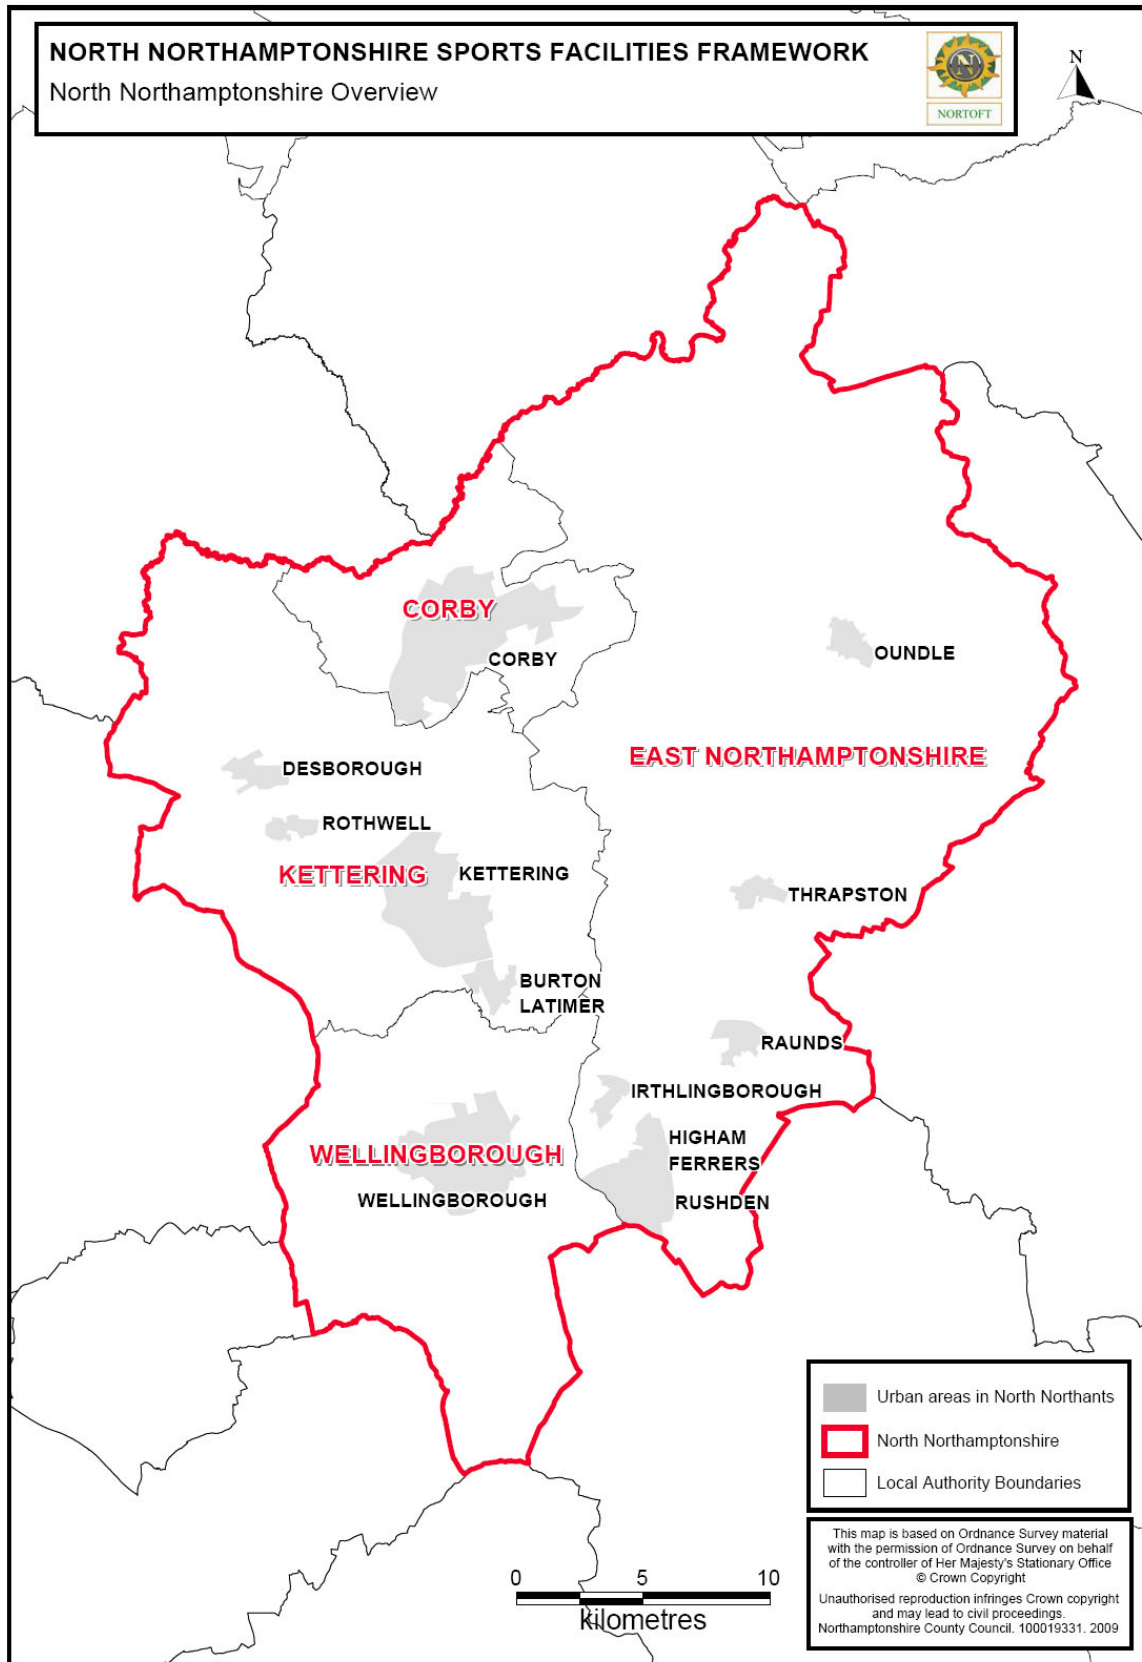 NORTH NORTHAMPTONSHIRE SPORTS FACILITIES FRAMEWORK
North Northamptonshire Overview
N
NORTOFT
N
CORBY
CORBY
OUNDLE
EAST NORTHAMPTONSHIRE
DESBOROUGH
ROTHWELL
KETTERING
KETTERING
THRAPSTON
BURTON
LATIMER
RAUNDS
IRTHLINGBOROUGH
HIGHAM
FERRERS
WELLINGBOROUGH
WELLINGBOROUGH
RUSHDEN
Urban areas in North Northants
North Northamptonshire
Local Authority Boundaries
This map is based on Ordnance Survey material
with the permission of Ordnance Survey on behalf
of the controller of Her Majesty's Stationary Office
© Crown Copyright
Unauthorised reproduction infringes Crown copyright
and may lead to civil proceedings.
Northamptonshire County Council. 100019331. 2009
0 5 10
kilometres